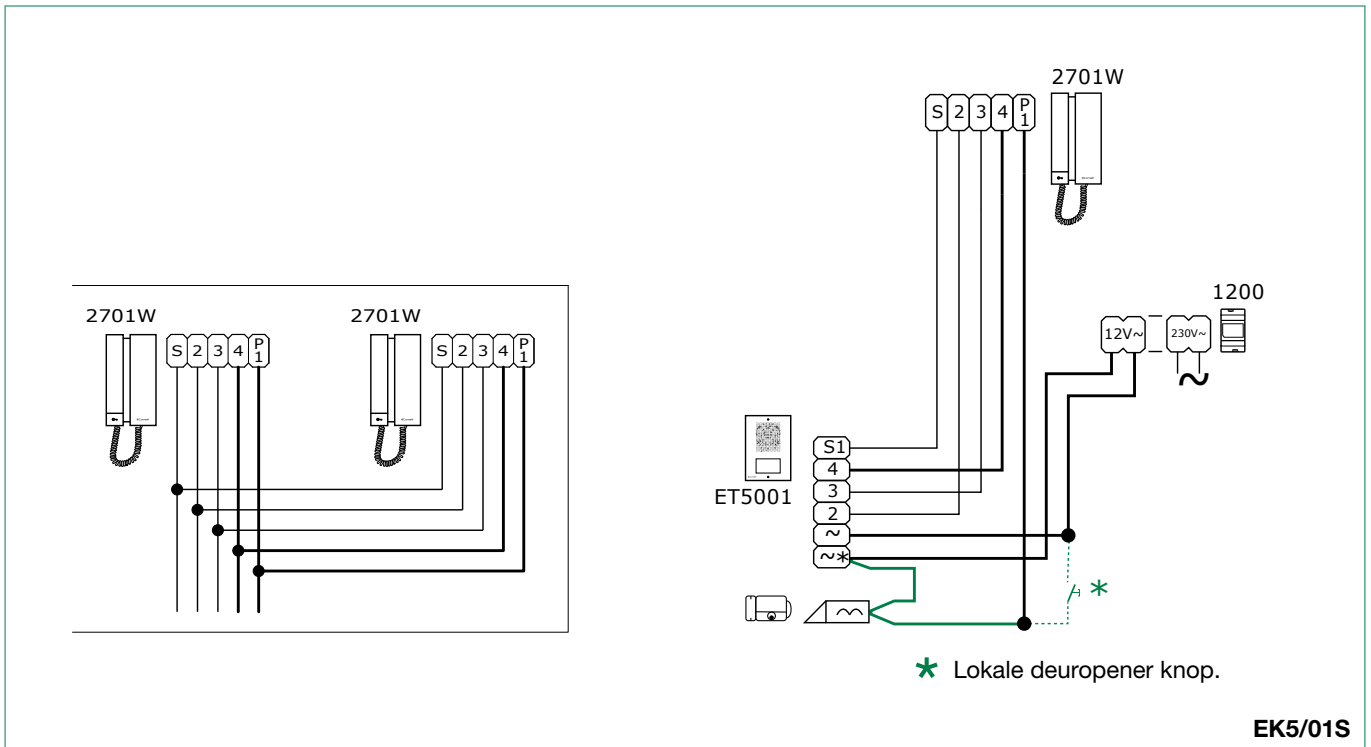 2701W
S 2 3 4 P1
2701W
S 2 3 4 P1
2701W
S 2 3 4 P1
1200
12V~ 230V~
~
ET5001
S1
4
3
2
~
~*
*
* Lokale deuropener knop.
EK5/01S